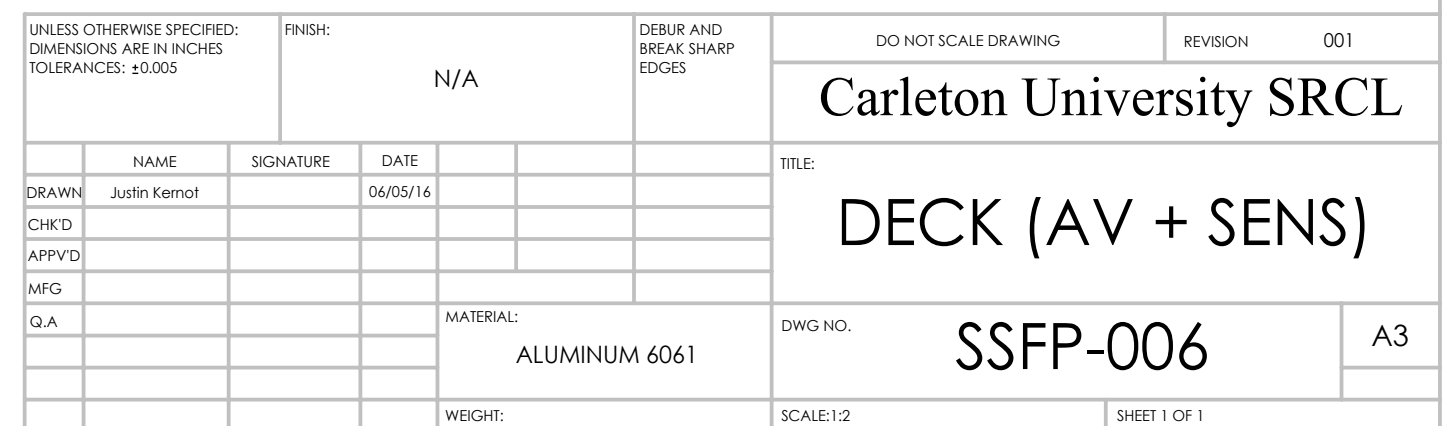 UNLESS OTHERWISE SPECIFIED:
DIMENSIONS ARE IN INCHES
TOLERANCES: ±0.005
FINISH:
N/A
DEBUR AND
BREAK SHARP
EDGES
DO NOT SCALE DRAWING
REVISION 001
Carleton University SRCL
NAME SIGNATURE DATE
DRAWN Justin Kernot 06/05/16
CHK'D
APPV'D
MFG
Q.A
TITLE:
DECK (AV + SENS)
MATERIAL:
ALUMINUM 6061
DWG NO.
SSFP-006
A3
WEIGHT:
SCALE:1:2
SHEET 1 OF 1